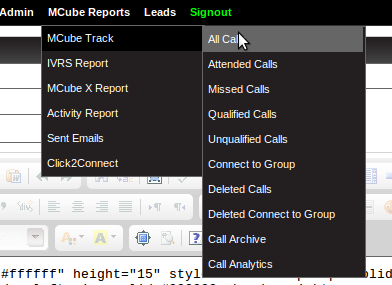 Admin MCube Reports Leads Signout
MCube Track
IVRS Report
MCube X Report
Activity Report
Sent Emails
Click2Connect
All Calls
Attended Calls
Missed Calls
Qualified Calls
Unqualified Calls
Connect to Group
Deleted Calls
Deleted Connect to Group
Call Archive
Call Analytics
#ffffff" height="15" styl solid